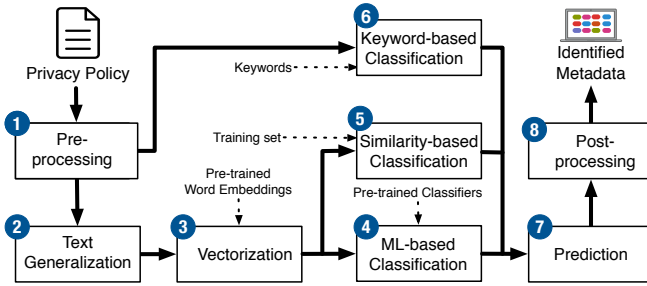 Privacy Policy
1
Pre-
processing
2
Text
Generalization
3
Vectorization
Pre-trained
Word Embeddings
4
ML-based
Classification
Pre-trained Classifiers
5
Similarity-based
Classification
Training set
6
Keyword-based
Classification
Keywords
7
Prediction
8
Post-
processing
Identified
Metadata